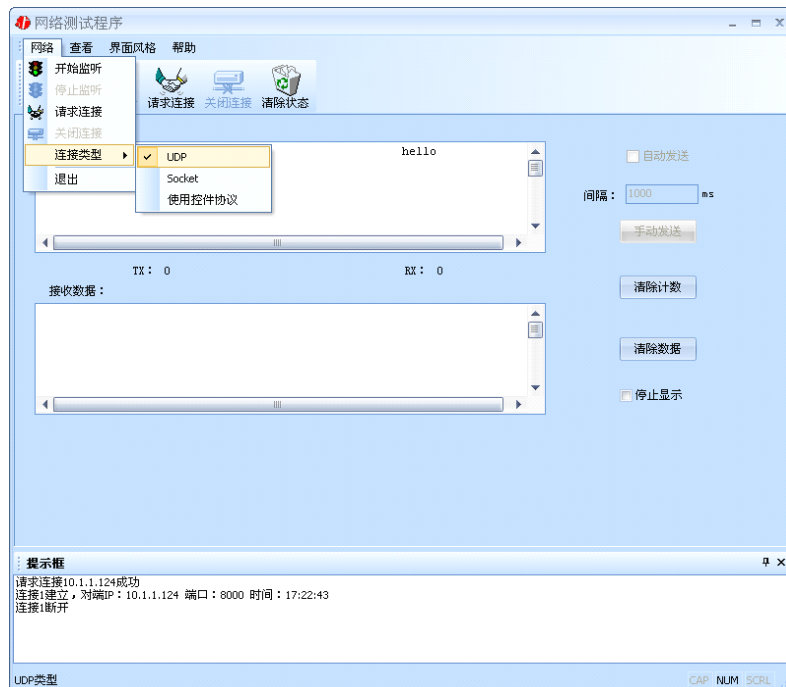 网络测试程序
网络 查看 界面风格 帮助
开始监听
停止监听
请求连接
关闭连接
连接类型
退出
UDP
Socket
使用控件协议
请求连接 关闭连接 清除状态
hello
自动发送
间隔： 1000 ms
手动发送
TX： 0 RX： 0
清除计数
接收数据：
清除数据
停止显示
提示框
请求连接10.1.1.124成功
连接1建立，对端IP：10.1.1.124 端口：8000 时间：17:22:43
连接1断开
UDP类型 CAP NUM SCRL